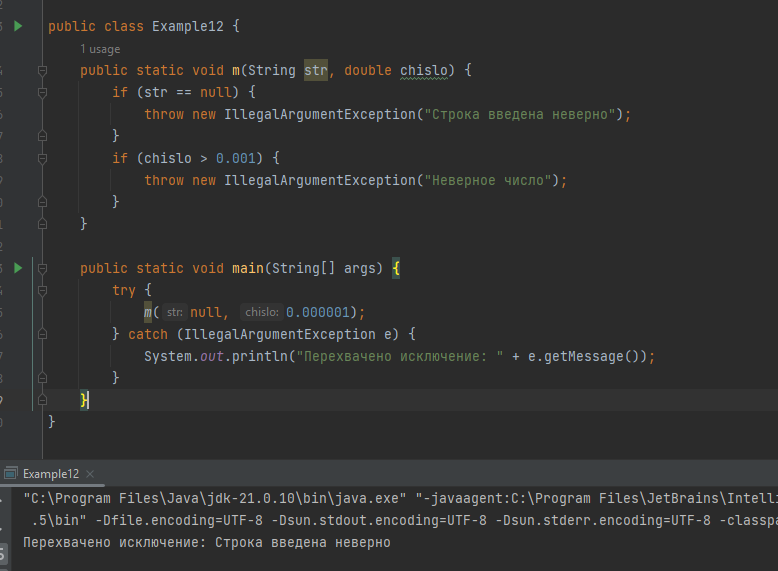 public class Example12 {
1 usage
public static void m(String str, double chislo) {
if (str == null) {
throw new IllegalArgumentException("Строка введена неверно");
}
if (chislo > 0.001) {
throw new IllegalArgumentException("Неверное число");
}
}
public static void main(String[] args) {
try {
m( str: null, chislo: 0.000001);
} catch (IllegalArgumentException e) {
System.out.println("Перехвачено исключение: " + e.getMessage());
}
}
}
Example12 ×
"C:\Program Files\Java\jdk-21.0.10\bin\java.exe" "-javaagent:C:\Program Files\JetBrains\Intelli
.5\bin" -Dfile.encoding=UTF-8 -Dsun.stdout.encoding=UTF-8 -Dsun.stderr.encoding=UTF-8 -classpa
Перехвачено исключение: Строка введена неверно